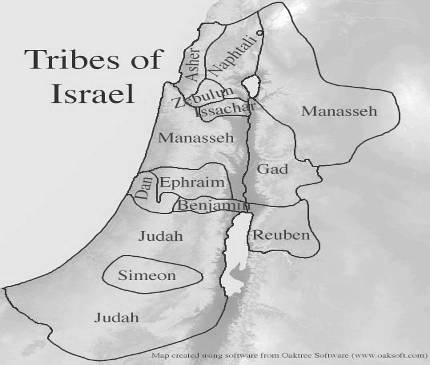 Tribes of
Israel
Asher
Naphtali
Zebulun
Issachar
Manasseh
Manasseh
Gad
Dan
Ephraim
Benjamin
Judah
Reuben
Simeon
Judah
Map created using software from Oaktree Software (www.oaksoft.com)